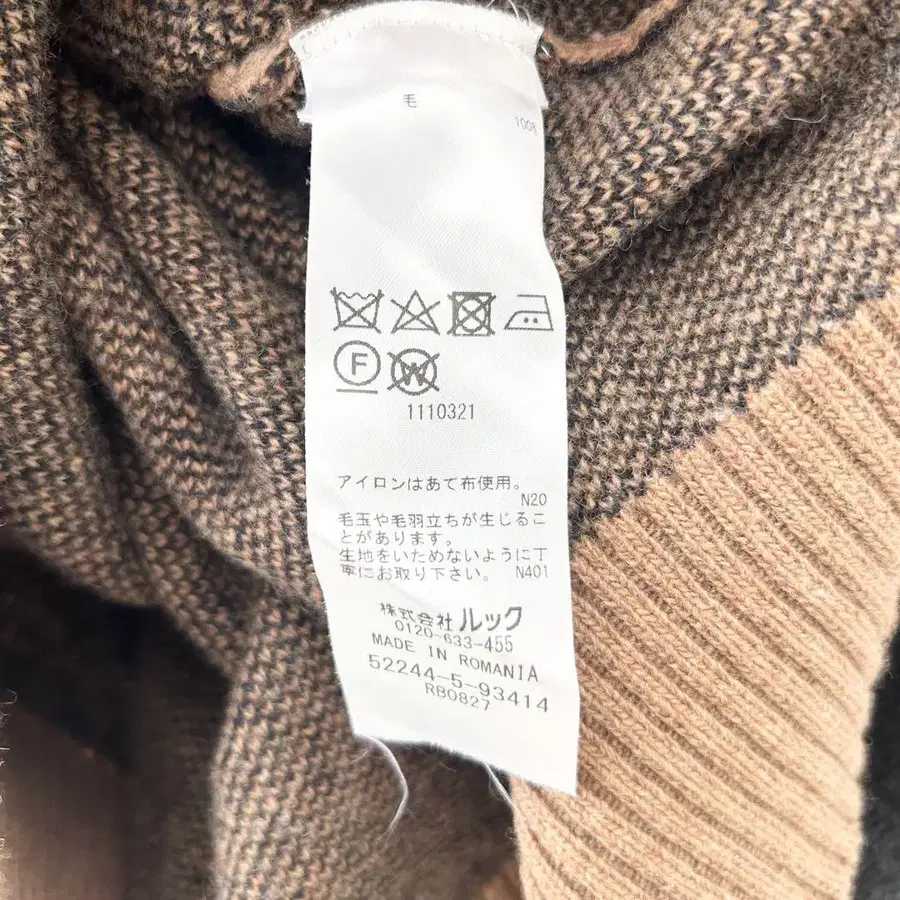 毛
100%
F
W
1110321
アイロンはあて布使用。
N20
毛玉や毛羽立ちが生じるこ
とがあります。
生地をいためないように丁
寧にお取り下さい。 N401
株式会社 ルック
0120-633-455
MADE IN ROMANIA
52244-5-93414
RB0827